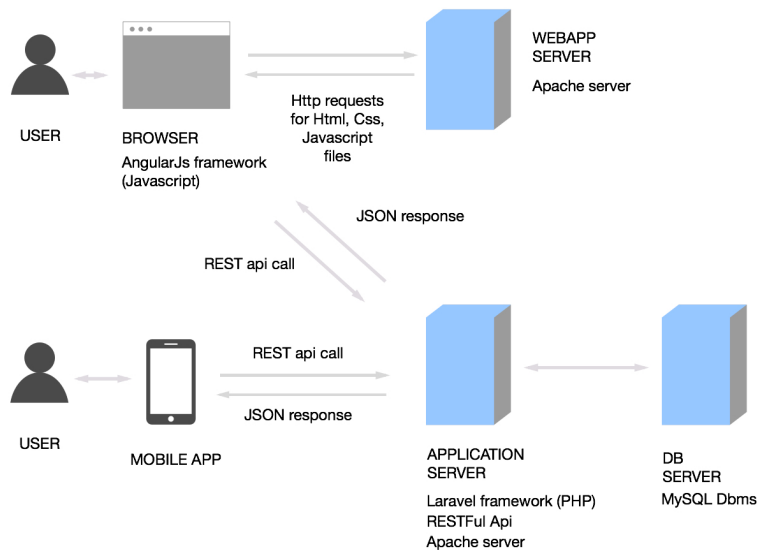 WEBAPP
SERVER
Apache server
Http requests
for Html, Css,
Javascript
files
USER
BROWSER
AngularJs framework
(Javascript)
JSON response
REST api call
REST api call
JSON response
USER
MOBILE APP
APPLICATION
SERVER
Laravel framework (PHP)
RESTFul Api
Apache server
DB
SERVER
MySQL Dbms